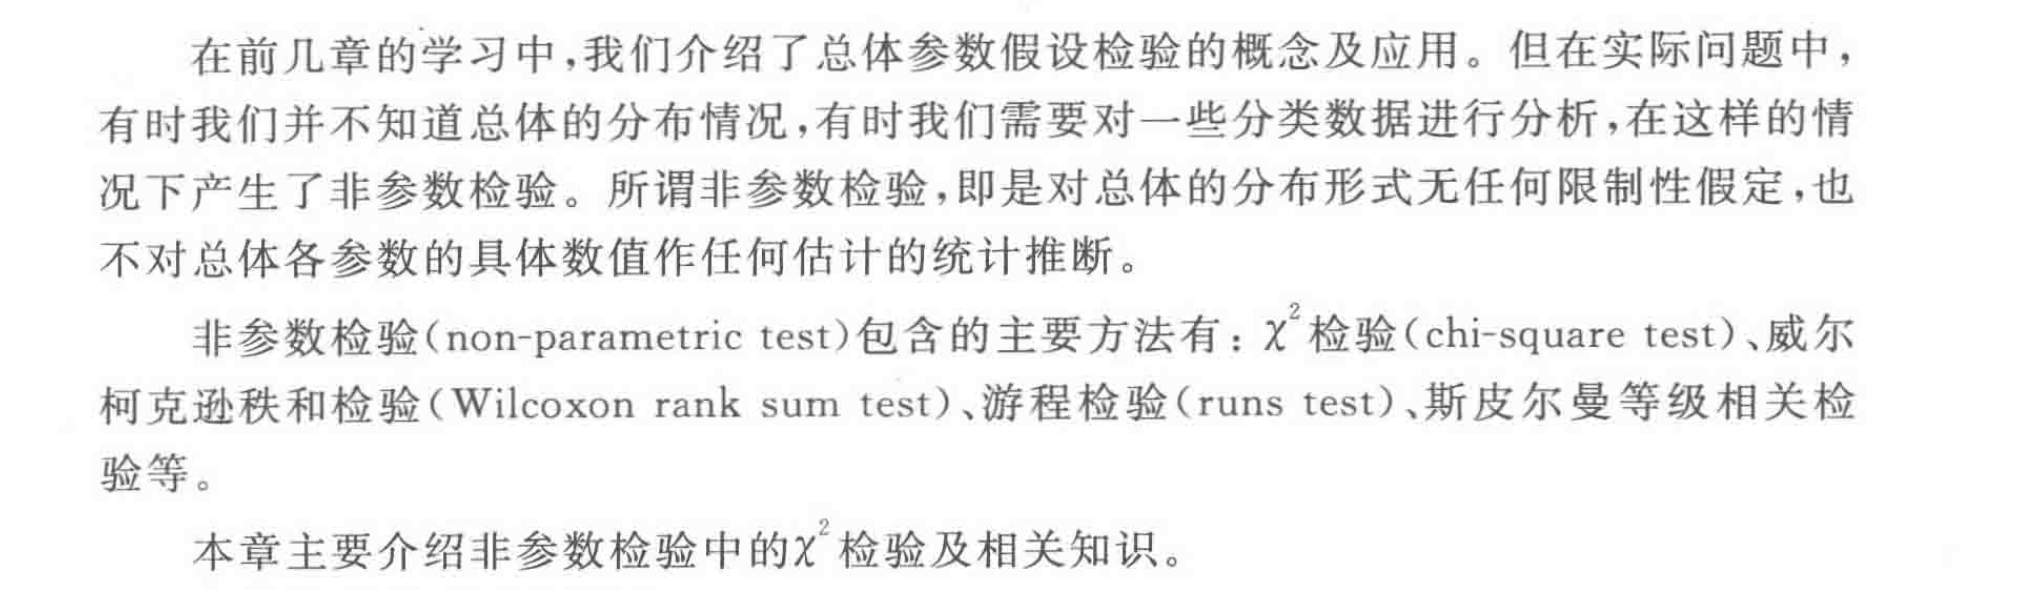 在前几章的学习中,我们介绍了总体参数假设检验的概念及应用。但在实际问题中,
有时我们并不知道总体的分布情况,有时我们需要对一些分类数据进行分析,在这样的情
况下产生了非参数检验。所谓非参数检验,即是对总体的分布形式无任何限制性假定,也
不对总体各参数的具体数值作任何估计的统计推断。
非参数检验(non-parametric test)包含的主要方法有:χ²检验(chi-square test)、威尔
柯克逊秩和检验(Wilcoxon rank sum test)、游程检验(runs test)、斯皮尔曼等级相关检
验等。
本章主要介绍非参数检验中的χ²检验及相关知识。